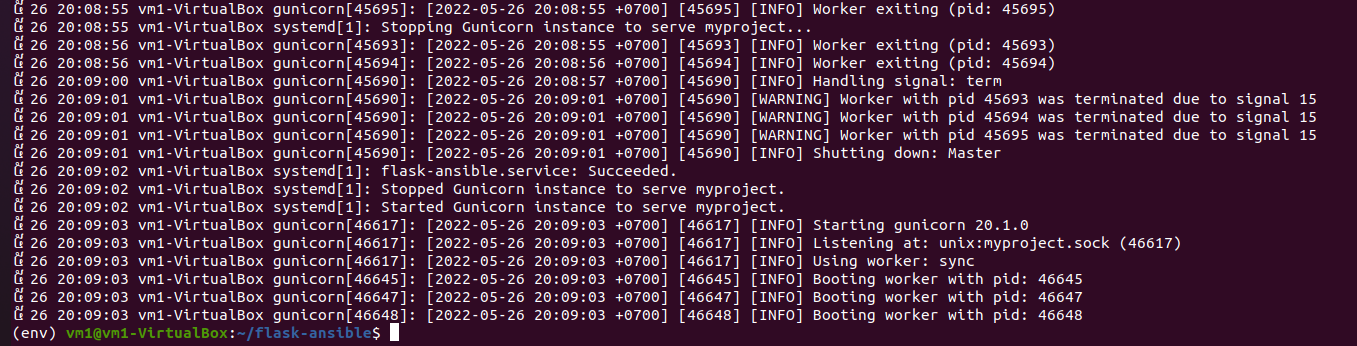 26 20:08:55 vm1-VirtualBox gunicorn[45695]: [2022-05-26 20:08:55 +0700] [45695] [INFO] Worker exiting (pid: 45695)
26 20:08:55 vm1-VirtualBox systemd[1]: Stopping Gunicorn instance to serve myproject...
26 20:08:56 vm1-VirtualBox gunicorn[45693]: [2022-05-26 20:08:55 +0700] [45693] [INFO] Worker exiting (pid: 45693)
26 20:08:56 vm1-VirtualBox gunicorn[45694]: [2022-05-26 20:08:56 +0700] [45694] [INFO] Worker exiting (pid: 45694)
26 20:09:00 vm1-VirtualBox gunicorn[45690]: [2022-05-26 20:08:57 +0700] [45690] [INFO] Handling signal: term
26 20:09:01 vm1-VirtualBox gunicorn[45690]: [2022-05-26 20:09:01 +0700] [45690] [WARNING] Worker with pid 45693 was terminated due to signal 15
26 20:09:01 vm1-VirtualBox gunicorn[45690]: [2022-05-26 20:09:01 +0700] [45690] [WARNING] Worker with pid 45694 was terminated due to signal 15
26 20:09:01 vm1-VirtualBox gunicorn[45690]: [2022-05-26 20:09:01 +0700] [45690] [WARNING] Worker with pid 45695 was terminated due to signal 15
26 20:09:01 vm1-VirtualBox gunicorn[45690]: [2022-05-26 20:09:01 +0700] [45690] [INFO] Shutting down: Master
26 20:09:02 vm1-VirtualBox systemd[1]: flask-ansible.service: Succeeded.
26 20:09:02 vm1-VirtualBox systemd[1]: Stopped Gunicorn instance to serve myproject.
26 20:09:02 vm1-VirtualBox systemd[1]: Started Gunicorn instance to serve myproject.
26 20:09:03 vm1-VirtualBox gunicorn[46617]: [2022-05-26 20:09:03 +0700] [46617] [INFO] Starting gunicorn 20.1.0
26 20:09:03 vm1-VirtualBox gunicorn[46617]: [2022-05-26 20:09:03 +0700] [46617] [INFO] Listening at: unix:myproject.sock (46617)
26 20:09:03 vm1-VirtualBox gunicorn[46617]: [2022-05-26 20:09:03 +0700] [46617] [INFO] Using worker: sync
26 20:09:03 vm1-VirtualBox gunicorn[46645]: [2022-05-26 20:09:03 +0700] [46645] [INFO] Booting worker with pid: 46645
26 20:09:03 vm1-VirtualBox gunicorn[46647]: [2022-05-26 20:09:03 +0700] [46647] [INFO] Booting worker with pid: 46647
26 20:09:03 vm1-VirtualBox gunicorn[46648]: [2022-05-26 20:09:03 +0700] [46648] [INFO] Booting worker with pid: 46648
(env) vm1@vm1-VirtualBox:~/flask-ansible$